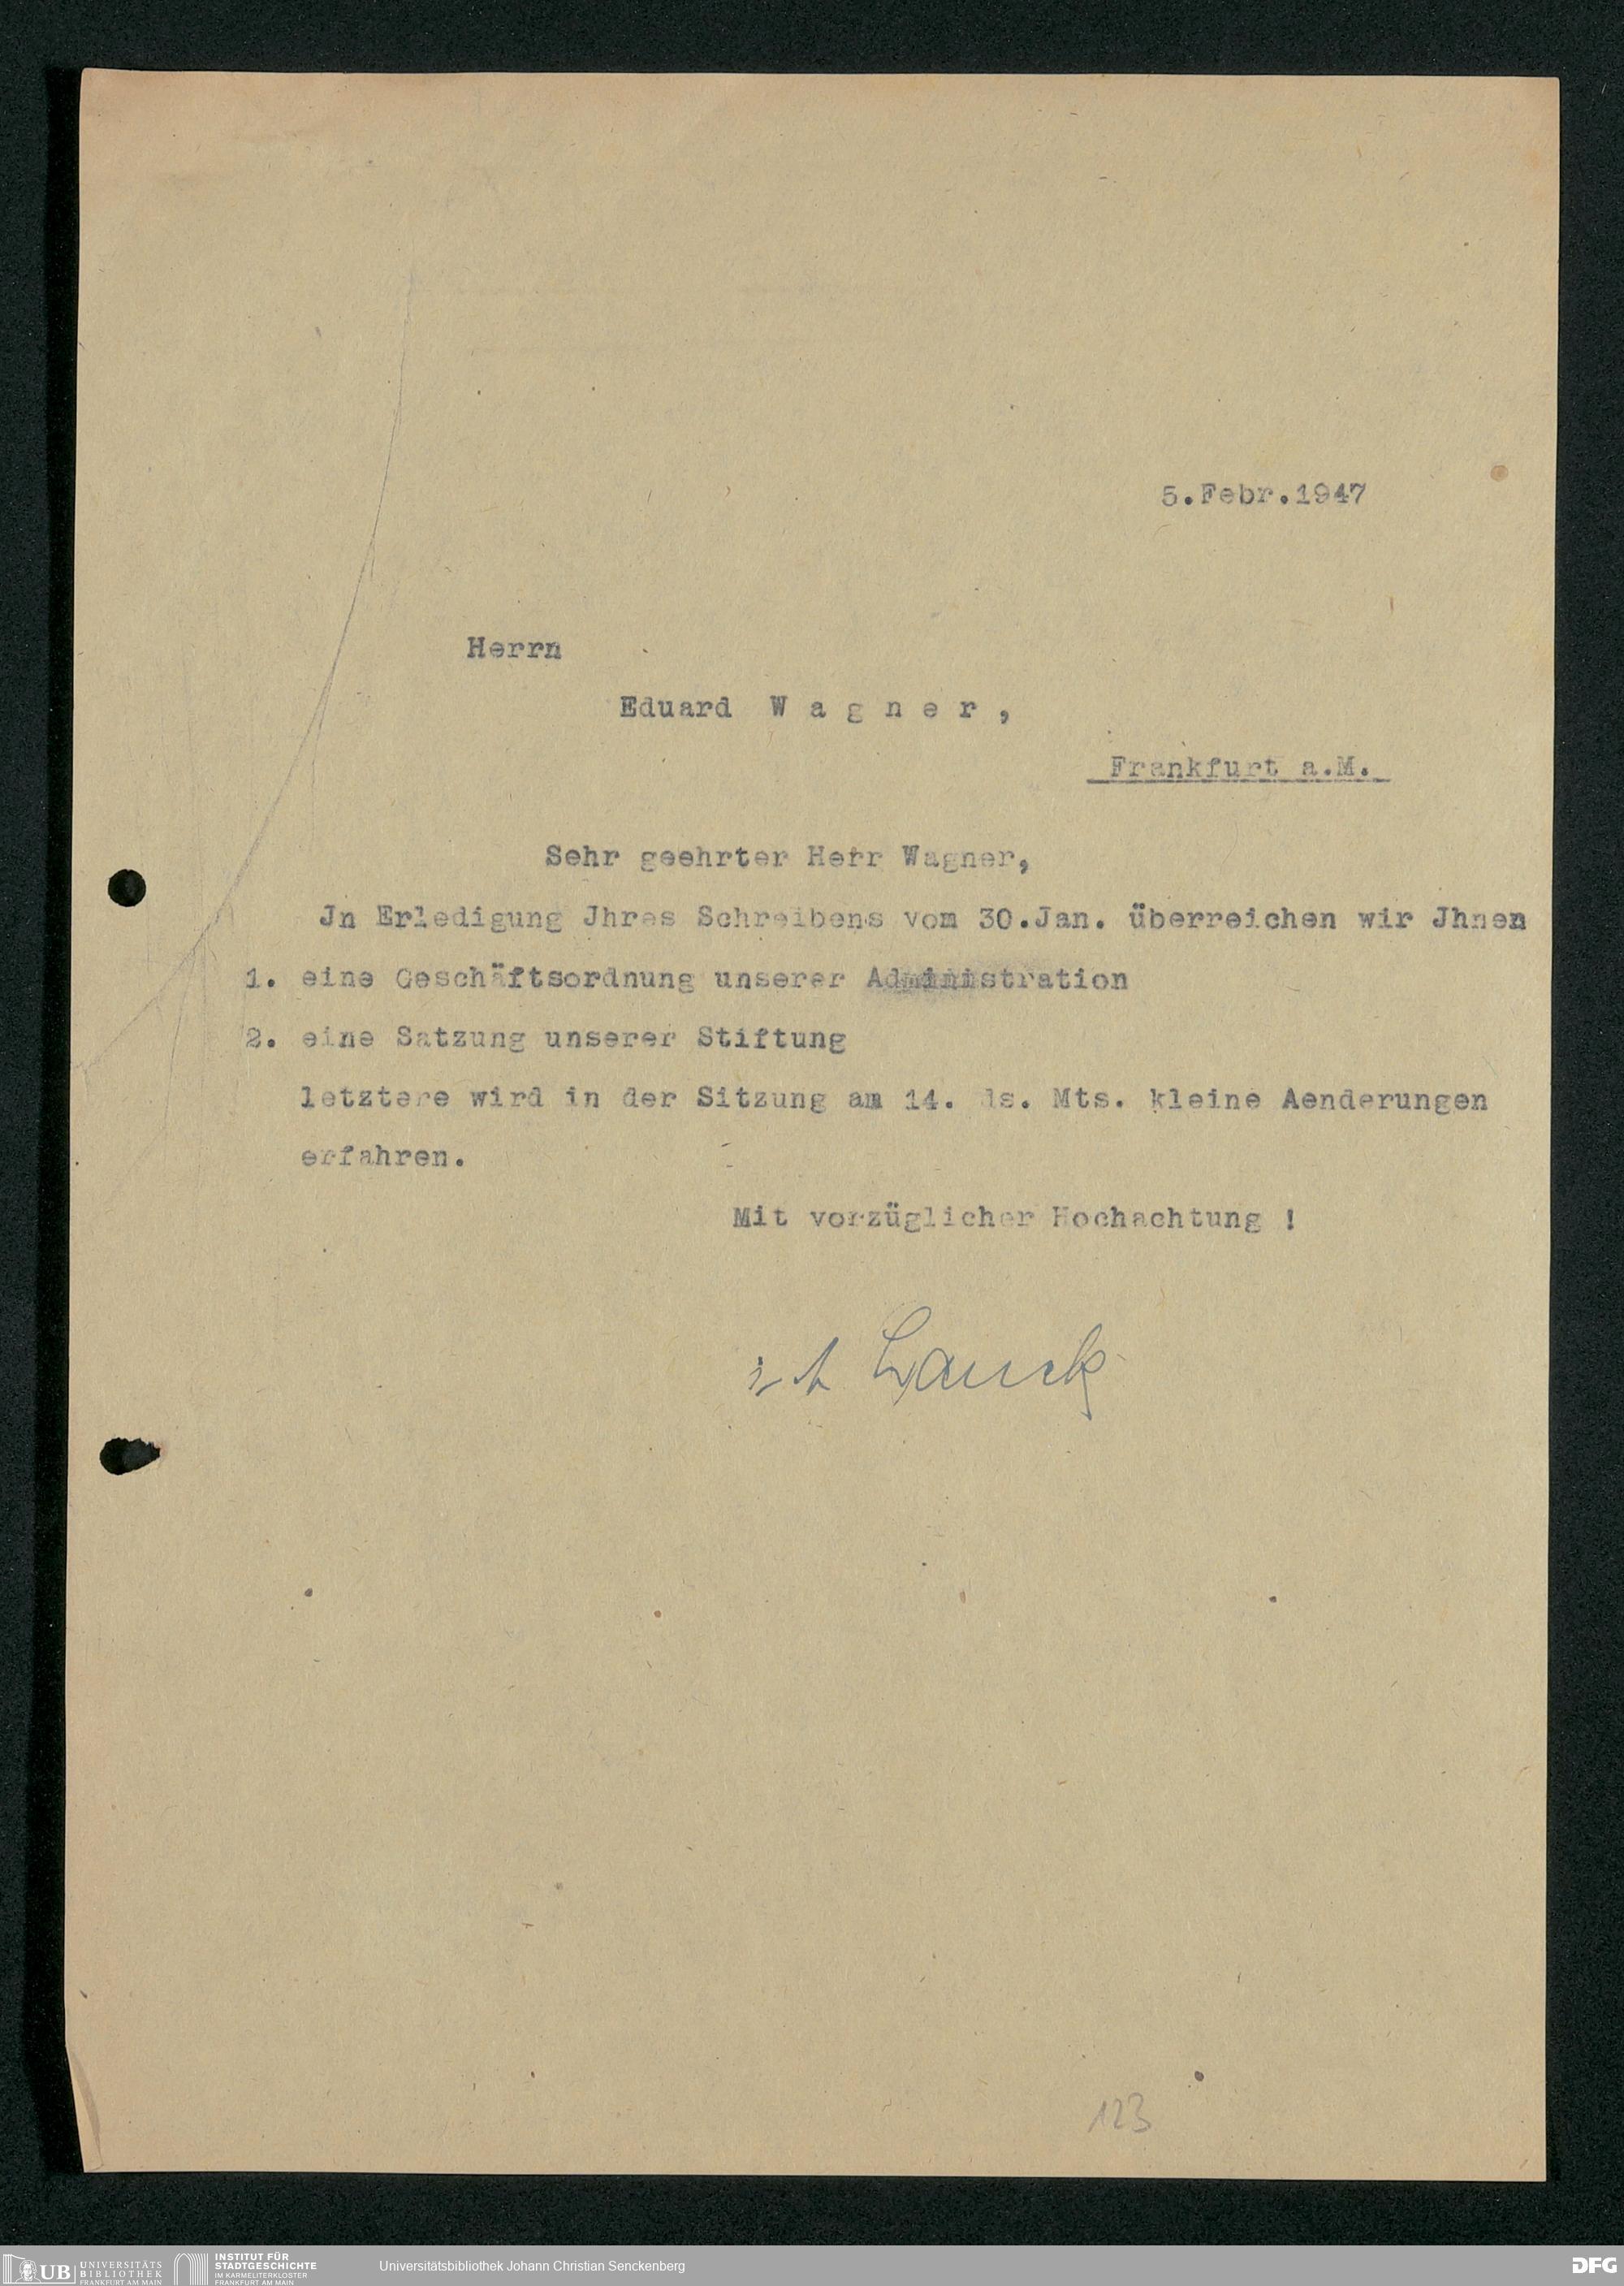 5.Febr.1947
Herrn
Eduard W a g n e r ,
Frankfurt a.M.
Sehr geehrter Herr Wagner,
Jn Erledigung Jhres Schreibens vom 30.Jan. überreichen wir Jhnen
1. eine Geschäftsordnung unserer Administration
2. eine Satzung unserer Stiftung
letztere wird in der Sitzung am 14. ds. Mts. kleine Aenderungen
erfahren.
Mit vorzüglicher Hochachtung !
123
UB UNIVERSITÄTS
BIBLIOTHEK
FRANKFURT AM MAIN
INSTITUT FÜR
STADTGESCHICHTE
IM KARMELITERKLOSTER
FRANKFURT AM MAIN
Universitätsbibliothek Johann Christian Senckenberg
DFG